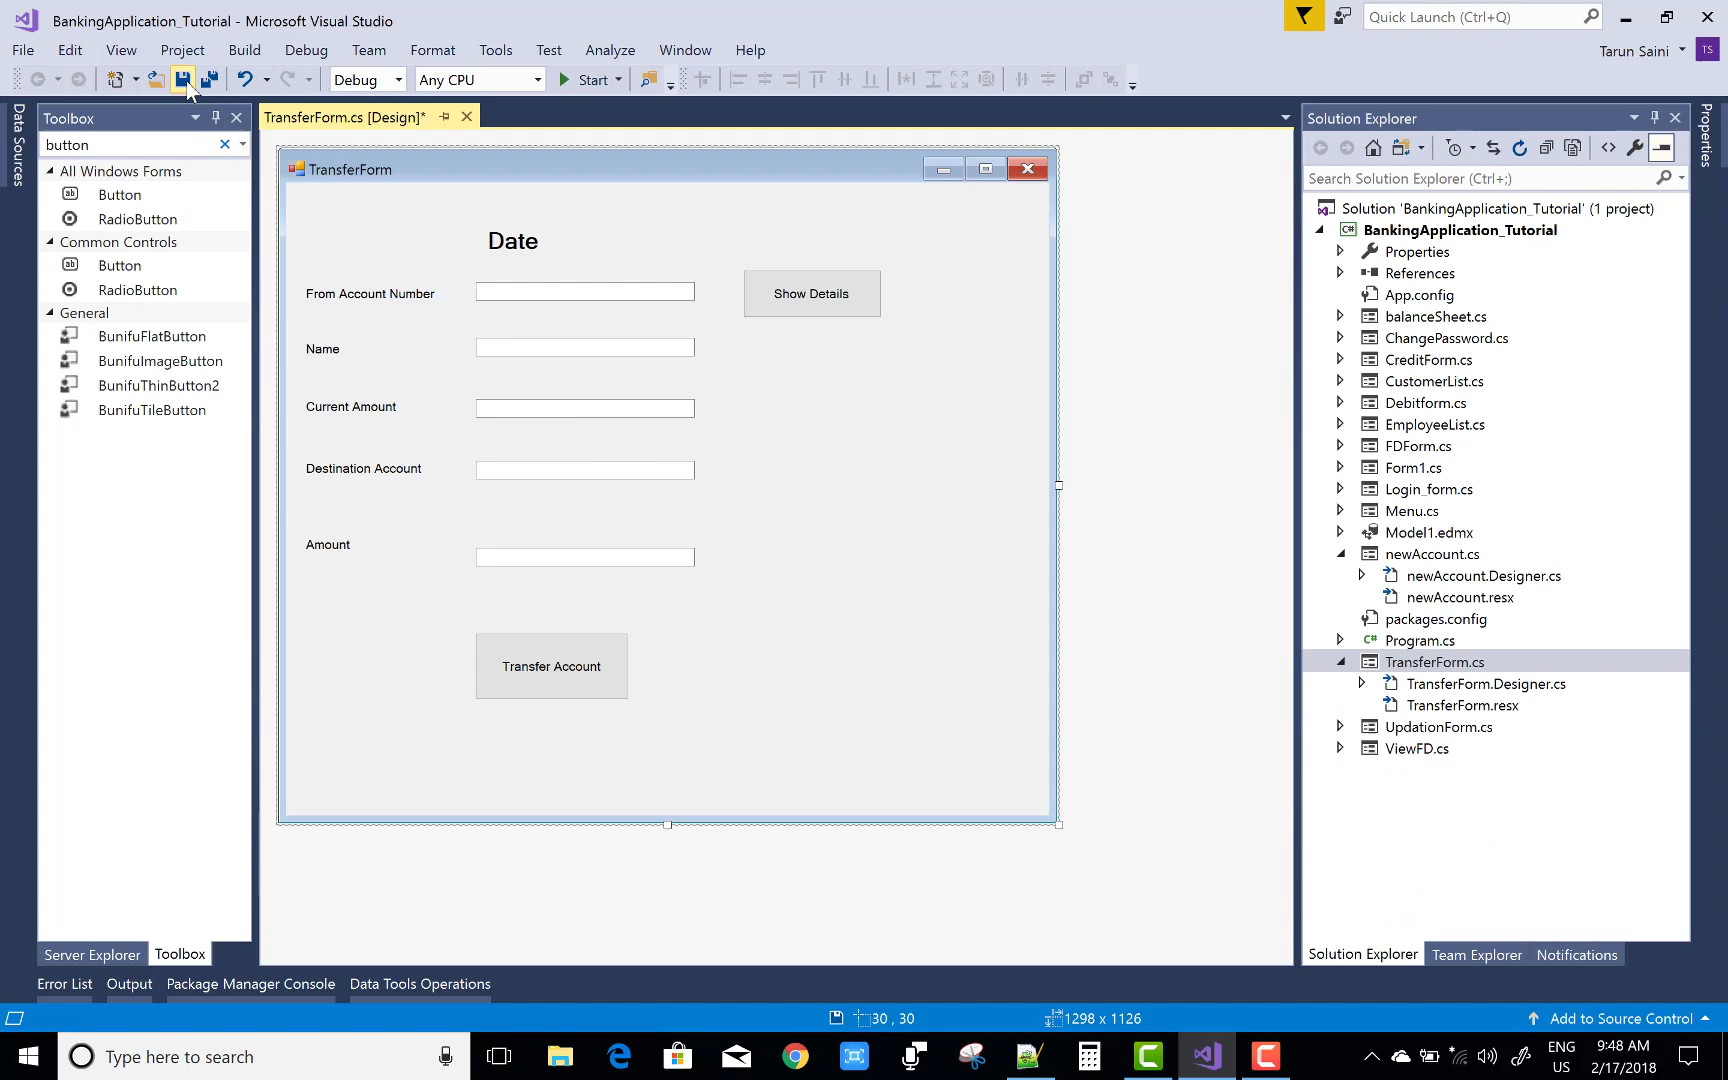 BankingApplication_Tutorial - Microsoft Visual Studio
Quick Launch (Ctrl+Q)
File Edit View Project Build Debug Team Format Tools Test Analyze Window Help
Tarun Saini TS
Debug Any CPU Start
Data Sources
Toolbox
button
All Windows Forms
Button
RadioButton
Common Controls
Button
RadioButton
General
BunifuFlatButton
BunifuImageButton
BunifuThinButton2
BunifuTileButton
Server Explorer Toolbox
TransferForm.cs [Design]*
TransferForm
Date
From Account Number
Show Details
Name
Current Amount
Destination Account
Amount
Transfer Account
Solution Explorer
Search Solution Explorer (Ctrl+;)
Solution 'BankingApplication_Tutorial' (1 project)
C# BankingApplication_Tutorial
Properties
References
App.config
balanceSheet.cs
ChangePassword.cs
CreditForm.cs
CustomerList.cs
Debitform.cs
EmployeeList.cs
FDForm.cs
Form1.cs
Login_form.cs
Menu.cs
Model1.edmx
newAccount.cs
newAccount.Designer.cs
newAccount.resx
packages.config
C# Program.cs
TransferForm.cs
TransferForm.Designer.cs
TransferForm.resx
UpdationForm.cs
ViewFD.cs
Solution Explorer Team Explorer Notifications
Properties
Error List Output Package Manager Console Data Tools Operations
30 , 30
1298 x 1126
Add to Source Control
Type here to search
ENG
US
9:48 AM
2/17/2018